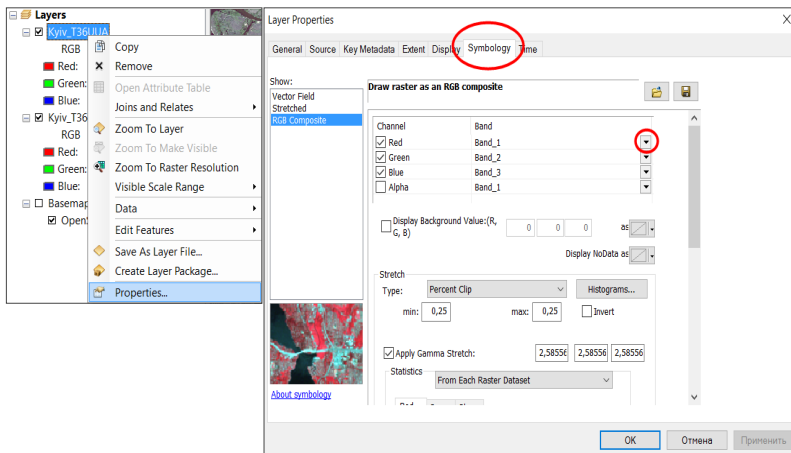 Layers
Kyiv_T36UUA
RGB
Red:
Green:
Blue:
Kyiv_T36
RGB
Red:
Green:
Blue:
Basemap
OpenS
Copy
Remove
Open Attribute Table
Joins and Relates
Zoom To Layer
Zoom To Make Visible
Zoom To Raster Resolution
Visible Scale Range
Data
Edit Features
Save As Layer File...
Create Layer Package...
Properties...
Layer Properties
General Source Key Metadata Extent Display Symbology Time
Show:
Vector Field
Stretched
RGB Composite
Draw raster as an RGB composite
Channel Band
Red Band_1
Green Band_2
Blue Band_3
Alpha Band_1
Display Background Value:(R, G, B) 0 0 0 as
Display NoData as
Stretch
Type: Percent Clip Histograms...
min: 0,25 max: 0,25 Invert
Apply Gamma Stretch: 2,58556 2,58556 2,58556
Statistics
From Each Raster Dataset
About symbology
OK Отмена Применить